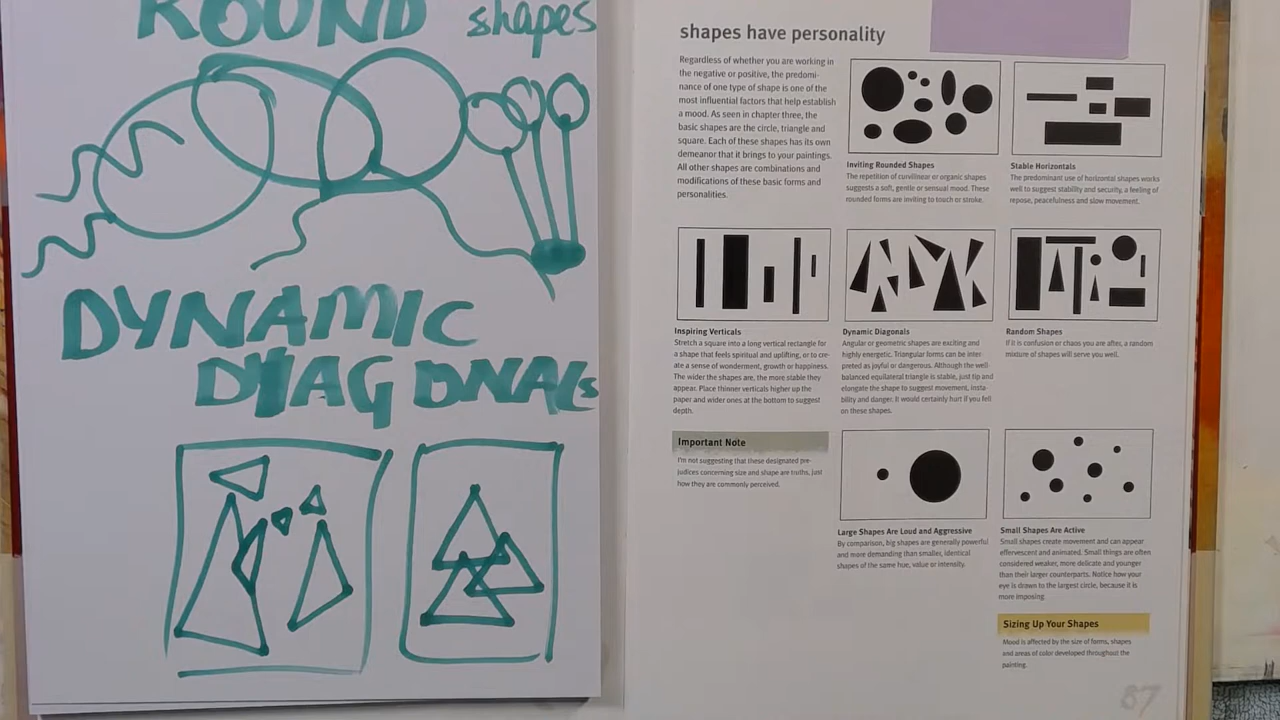 ROUND
shapes
DYNAMIC
DIAGONALs
shapes have personality
Regardless of whether you are working in
the negative or positive, the predomi-
nance of one type of shape is one of the
most influential factors that help establish
a mood. As seen in chapter three, the
basic shapes are the circle, triangle and
square. Each of these shapes has its own
demeanor that it brings to your paintings.
All other shapes are combinations and
modifications of these basic forms and
personalities.
Inviting Rounded Shapes
The repetition of curvilinear or organic shapes
suggests a soft, gentle or sensual mood. These
rounded forms are inviting to touch or stroke.
Stable Horizontals
The predominant use of horizontal shapes works
well to suggest stability and security, a feeling of
repose, peacefulness and slow movement.
Inspiring Verticals
Stretch a square into a long vertical rectangle for
a shape that feels spiritual and uplifting, or to cre-
ate a sense of wonderment, growth or happiness.
The wider the shapes are, the more stable they
appear. Place thinner verticals higher up the
paper and wider ones at the bottom to suggest
depth.
Dynamic Diagonals
Angular or geometric shapes are exciting and
highly energetic. Triangular forms can be inter-
preted as joyful or dangerous. Although the well-
balanced equilateral triangle is stable, just tip and
elongate the shape to suggest movement, insta-
bility and danger. It would certainly hurt if you fell
on these shapes.
Random Shapes
If it is confusion or chaos you are after, a random
mixture of shapes will serve you well.
Important Note
I'm not suggesting that these designated pre-
judices concerning size and shape are truths, just
how they are commonly perceived.
Large Shapes Are Loud and Aggressive
By comparison, big shapes are generally powerful
and more demanding than smaller, identical
shapes of the same hue, value or intensity.
Small Shapes Are Active
Small shapes create movement and can appear
effervescent and animated. Small things are often
considered weaker, more delicate and younger
than their larger counterparts. Notice how your
eye is drawn to the largest circle, because it is
more imposing.
Sizing Up Your Shapes
Mood is affected by the size of forms, shapes
and areas of color developed throughout the
painting.
87